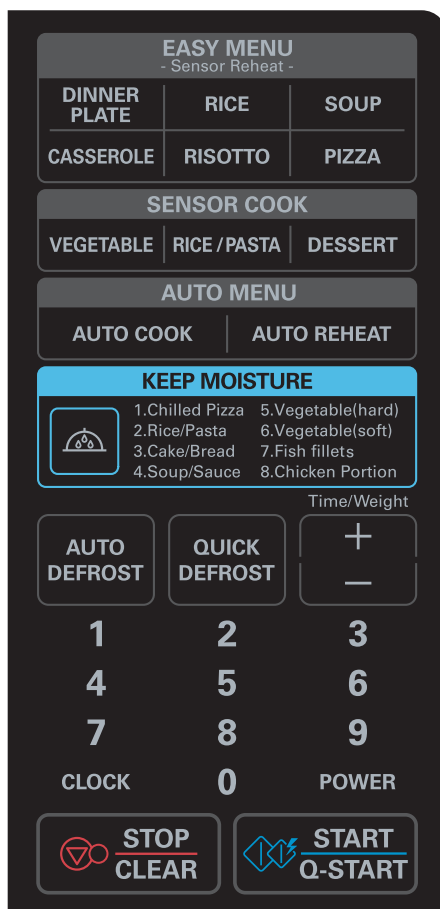 EASY MENU
- Sensor Reheat -
DINNER PLATE RICE SOUP
CASSEROLE RISOTTO PIZZA
SENSOR COOK
VEGETABLE RICE / PASTA DESSERT
AUTO MENU
AUTO COOK AUTO REHEAT
KEEP MOISTURE
1.Chilled Pizza 5.Vegetable(hard)
2.Rice/Pasta 6.Vegetable(soft)
3.Cake/Bread 7.Fish fillets
4.Soup/Sauce 8.Chicken Portion
Time/Weight
AUTO DEFROST QUICK DEFROST + −
1 2 3
4 5 6
7 8 9
CLOCK 0 POWER
STOP START
CLEAR Q-START